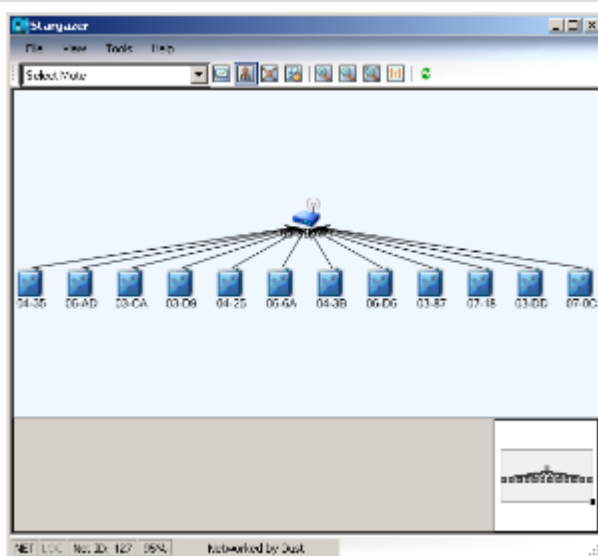 Stargazer
File View Tools Help
Select Mote
04-35 06-AD 03-CA 03-D9 04-25 06-6A 04-3B 06-D6 03-87 07-18 03-DD 07-0C
NET LOC Net ID: 127 95% Networked by Dust